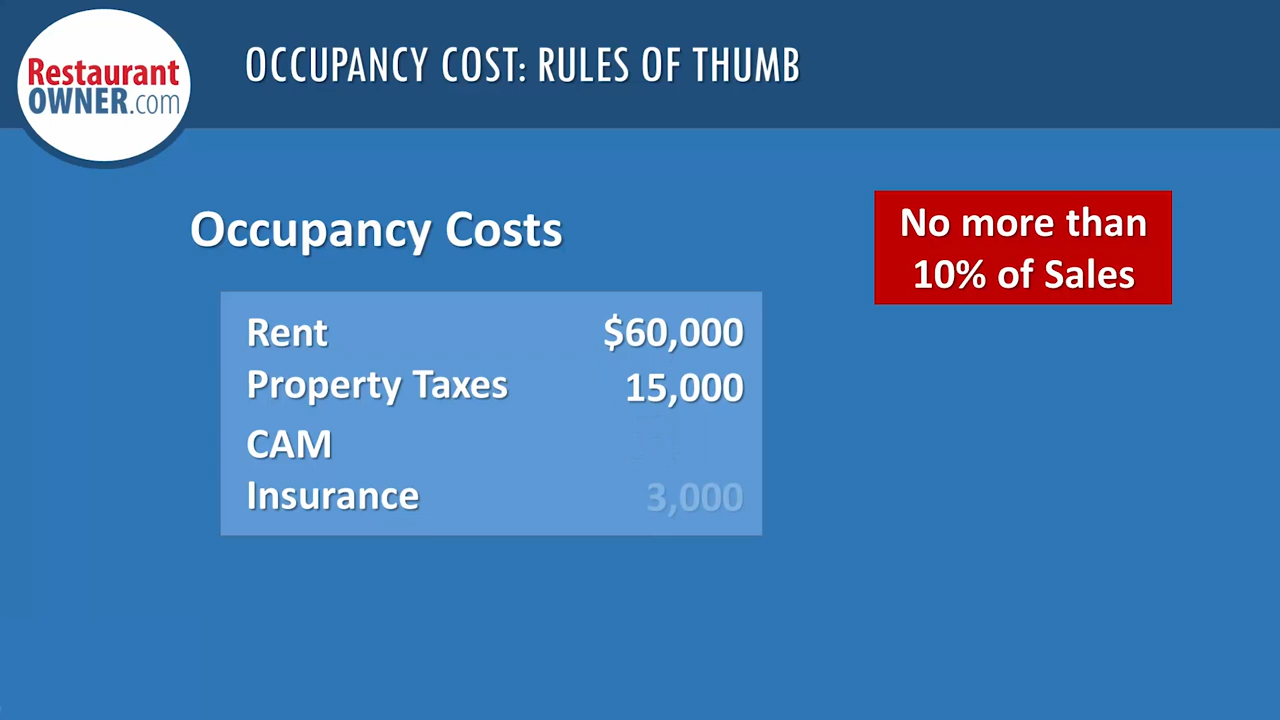 Restaurant
OWNER.com
OCCUPANCY COST: RULES OF THUMB
Occupancy Costs
No more than
10% of Sales
Rent $60,000
Property Taxes 15,000
CAM
Insurance 3,000